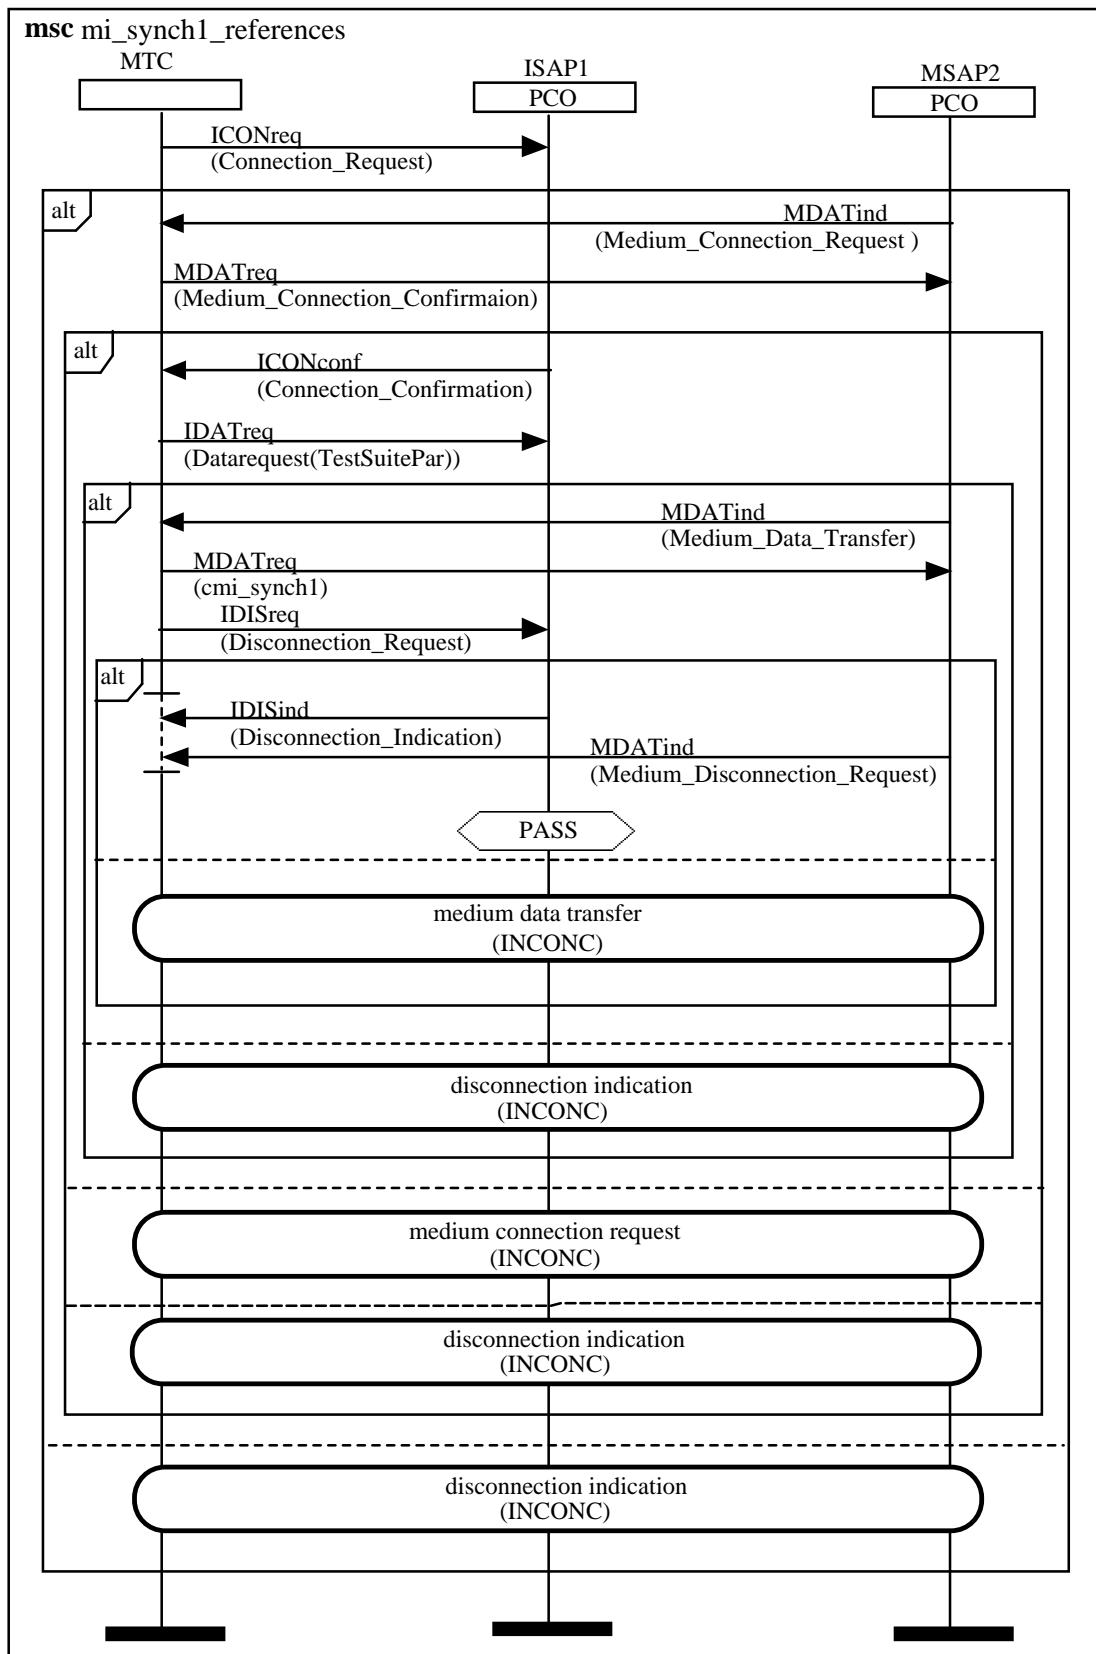 msc mi_synch1_references
MTC
ISAP1
MSAP2
PCO
PCO
ICONreq
(Connection_Request)
alt
MDATind
(Medium_Connection_Request )
MDATreq
(Medium_Connection_Confirmaion)
alt
ICONconf
(Connection_Confirmation)
IDATreq
(Datarequest(TestSuitePar))
alt
MDATind
(Medium_Data_Transfer)
MDATreq
(cmi_synch1)
IDISreq
(Disconnection_Request)
alt
IDISind
(Disconnection_Indication)
MDATind
(Medium_Disconnection_Request)
PASS
medium data transfer
(INCONC)
disconnection indication
(INCONC)
medium connection request
(INCONC)
disconnection indication
(INCONC)
disconnection indication
(INCONC)